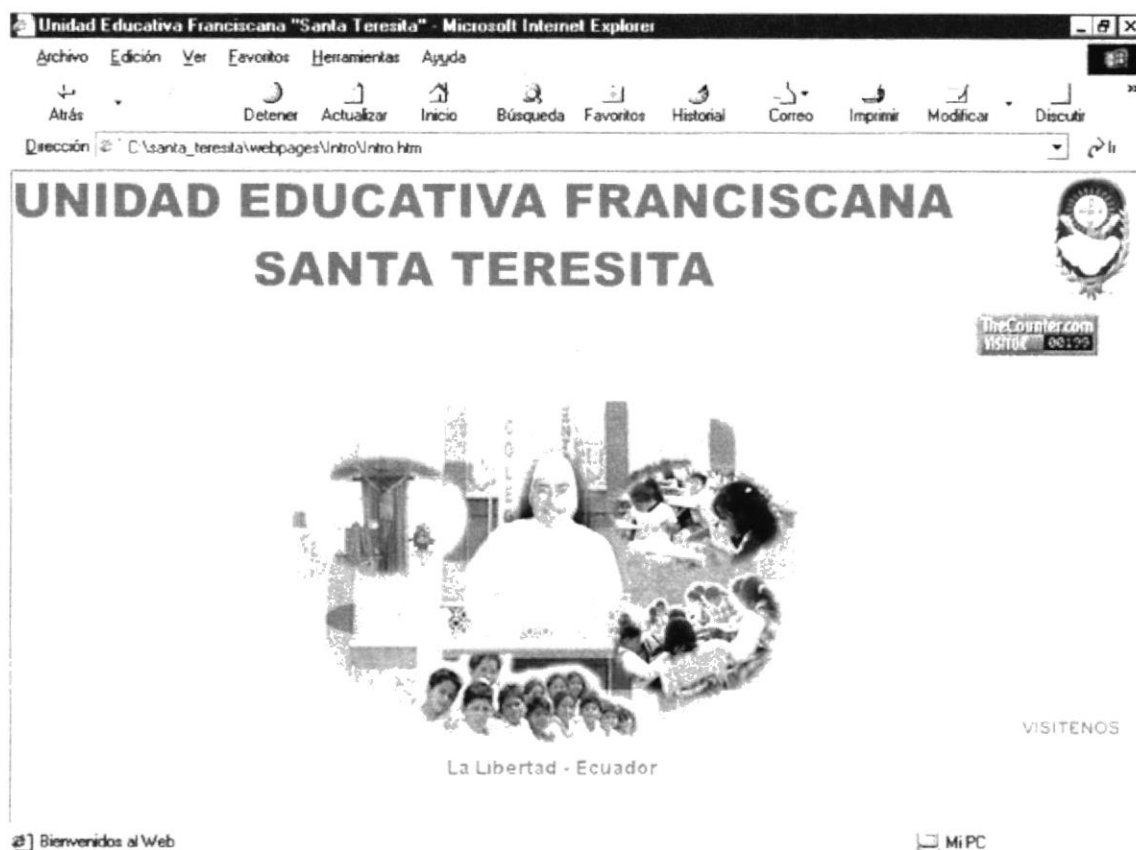 Unidad Educativa Franciscana "Santa Teresita" - Microsoft Internet Explorer
Archivo Edición Ver Favoritos Herramientas Ayuda
Atrás Detener Actualizar Inicio Búsqueda Favoritos Historial Correo Imprimir Modificar Discutir
Dirección C:\santa_teresita\webpages\Intro\Intro.htm Ir
UNIDAD EDUCATIVA FRANCISCANA
SANTA TERESITA
TheCounter.com
00199
VISITENOS
La Libertad - Ecuador
Bienvenidos al Web Mi PC